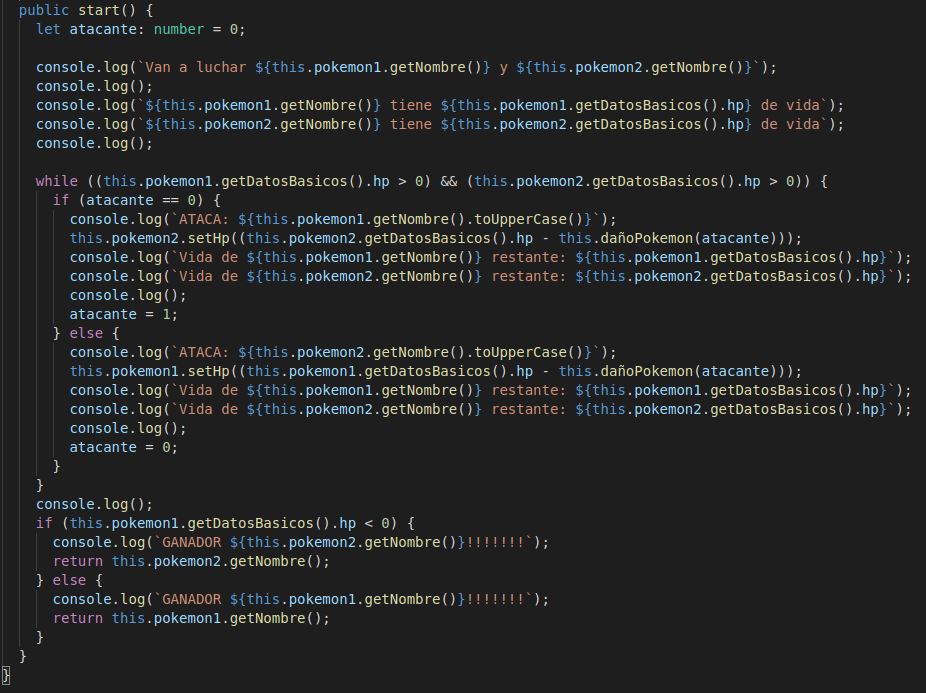 public start() {
let atacante: number = 0;
console.log(`Van a luchar ${this.pokemon1.getNombre()} y ${this.pokemon2.getNombre()}`);
console.log();
console.log(`${this.pokemon1.getNombre()} tiene ${this.pokemon1.getDatosBasicos().hp} de vida`);
console.log(`${this.pokemon2.getNombre()} tiene ${this.pokemon2.getDatosBasicos().hp} de vida`);
console.log();
while ((this.pokemon1.getDatosBasicos().hp > 0) && (this.pokemon2.getDatosBasicos().hp > 0)) {
if (atacante == 0) {
console.log(`ATACA: ${this.pokemon1.getNombre().toUpperCase()}`);
this.pokemon2.setHp((this.pokemon2.getDatosBasicos().hp - this.dañoPokemon(atacante)));
console.log(`Vida de ${this.pokemon1.getNombre()} restante: ${this.pokemon1.getDatosBasicos().hp}`);
console.log(`Vida de ${this.pokemon2.getNombre()} restante: ${this.pokemon2.getDatosBasicos().hp}`);
console.log();
atacante = 1;
} else {
console.log(`ATACA: ${this.pokemon2.getNombre().toUpperCase()}`);
this.pokemon1.setHp((this.pokemon1.getDatosBasicos().hp - this.dañoPokemon(atacante)));
console.log(`Vida de ${this.pokemon1.getNombre()} restante: ${this.pokemon1.getDatosBasicos().hp}`);
console.log(`Vida de ${this.pokemon2.getNombre()} restante: ${this.pokemon2.getDatosBasicos().hp}`);
console.log();
atacante = 0;
}
}
console.log();
if (this.pokemon1.getDatosBasicos().hp < 0) {
console.log(`GANADOR ${this.pokemon2.getNombre()}!!!!!!!`);
return this.pokemon2.getNombre();
} else {
console.log(`GANADOR ${this.pokemon1.getNombre()}!!!!!!!`);
return this.pokemon1.getNombre();
}
}
}